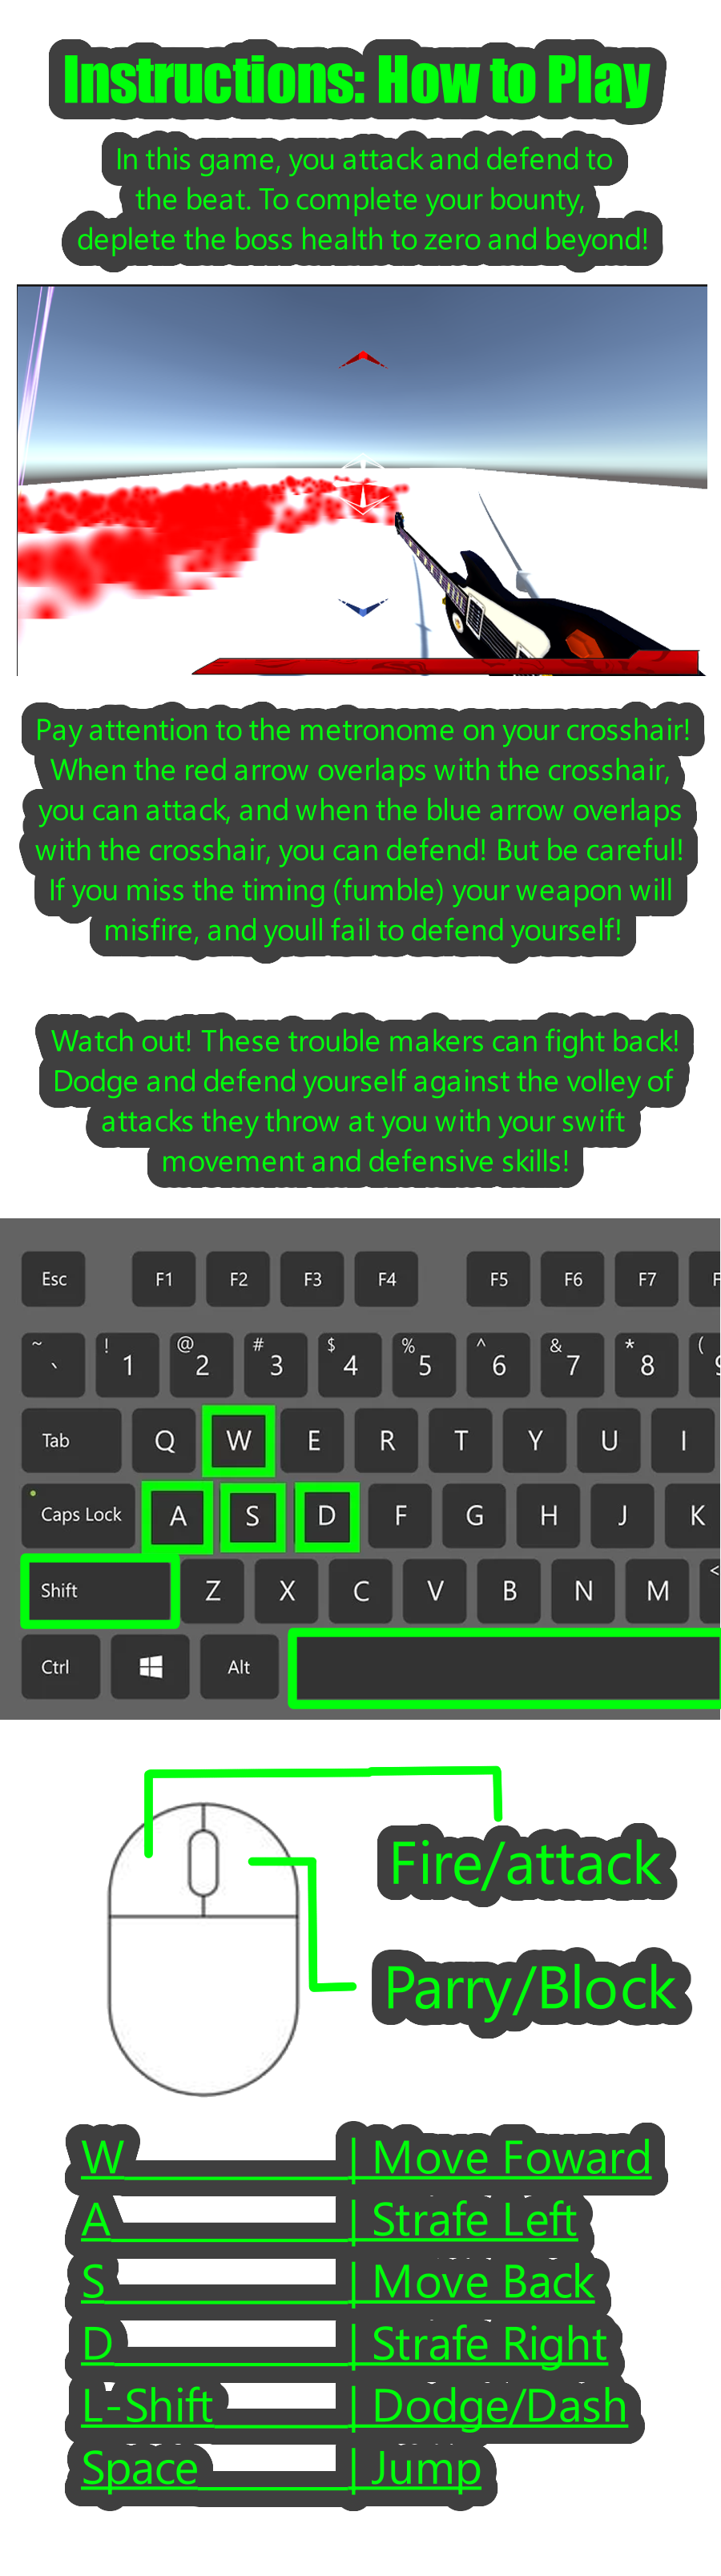 Instructions: How to Play
In this game, you attack and defend to
the beat. To complete your bounty,
deplete the boss health to zero and beyond!
Pay attention to the metronome on your crosshair!
When the red arrow overlaps with the crosshair,
you can attack, and when the blue arrow overlaps
with the crosshair, you can defend! But be careful!
If you miss the timing (fumble) your weapon will
misfire, and youll fail to defend yourself!
Watch out! These trouble makers can fight back!
Dodge and defend yourself against the volley of
attacks they throw at you with your swift
movement and defensive skills!
Esc F1 F2 F3 F4 F5 F6 F7 F
~ ` ! 1 @ 2 # 3 $ 4 % 5 ^ 6 & 7 * 8 ( 9
Tab Q W E R T Y U I
Caps Lock A S D F G H J K
Shift Z X C V B N M <
Ctrl Alt
Fire/attack
Parry/Block
W__________| Move Foward
A__________| Strafe Left
S__________| Move Back
D__________| Strafe Right
L-Shift______| Dodge/Dash
Space______| Jump